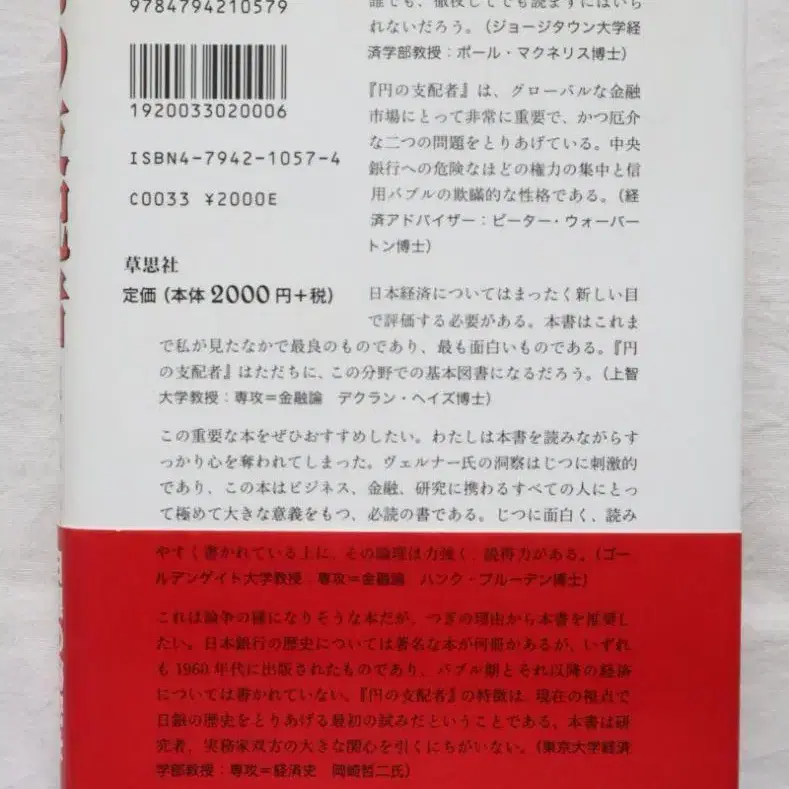 9784794210579
1920033020006
ISBN4-7942-1057-4
C0033 ¥2000E
草思社
定価（本体2000円+税）
誰でも、徹夜してでも読まずにはいら
れないだろう。（ジョージタウン大学経
済学部教授：ポール・マクネリス博士）
『円の支配者』は、グローバルな金融
市場にとって非常に重要で、かつ厄介
な二つの問題をとりあげている。中央
銀行への危険なほどの権力の集中と信
用バブルの欺瞞的な性格である。（経
済アドバイザー：ピーター・ウォーバー
トン博士）
日本経済についてはまったく新しい目
で評価する必要がある。本書はこれま
で私が見たなかで最良のものであり、最も面白いものである。『円
の支配者』はただちに、この分野での基本図書になるだろう。（上智
大学教授：専攻＝金融論　デクラン・ヘイズ博士）
この重要な本をぜひおすすめしたい。わたしは本書を読みながらす
っかり心を奪われてしまった。ヴェルナー氏の洞察はじつに刺激的
であり、この本はビジネス、金融、研究に携わるすべての人にとっ
て極めて大きな意義をもつ、必読の書である。じつに面白く、読み
やすく書かれている上に、その論理は力強く、説得力がある。（ゴー
ルデンゲイト大学教授　専攻＝金融論　ハンク・プルーデン博士）
これは論争の種になりそうな本だが、つぎの理由から本書を推奨し
たい。日本銀行の歴史については著名な本が何冊かあるが、いずれ
も1960年代に出版されたものであり、バブル期とそれ以降の経済
については書かれていない。『円の支配者』の特徴は、現在の視点で
日銀の歴史をとりあげる最初の試みだということである。本書は研
究者、実務家双方の大きな関心を引くにちがいない。（東京大学経済
学部教授：専攻＝経済史　岡崎哲二氏）